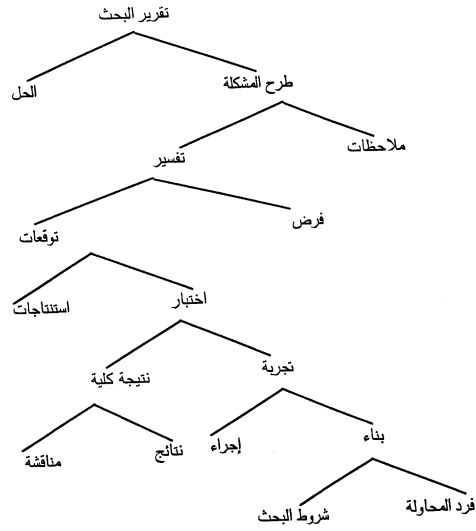 تقرير البحث
طرح المشكلة
الحل
ملاحظات
تفسير
فرض
توقعات
اختبار
استنتاجات
تجربة
نتيجة كلية
بناء
إجراء
نتائج
مناقشة
فرد المحاولة
شروط البحث